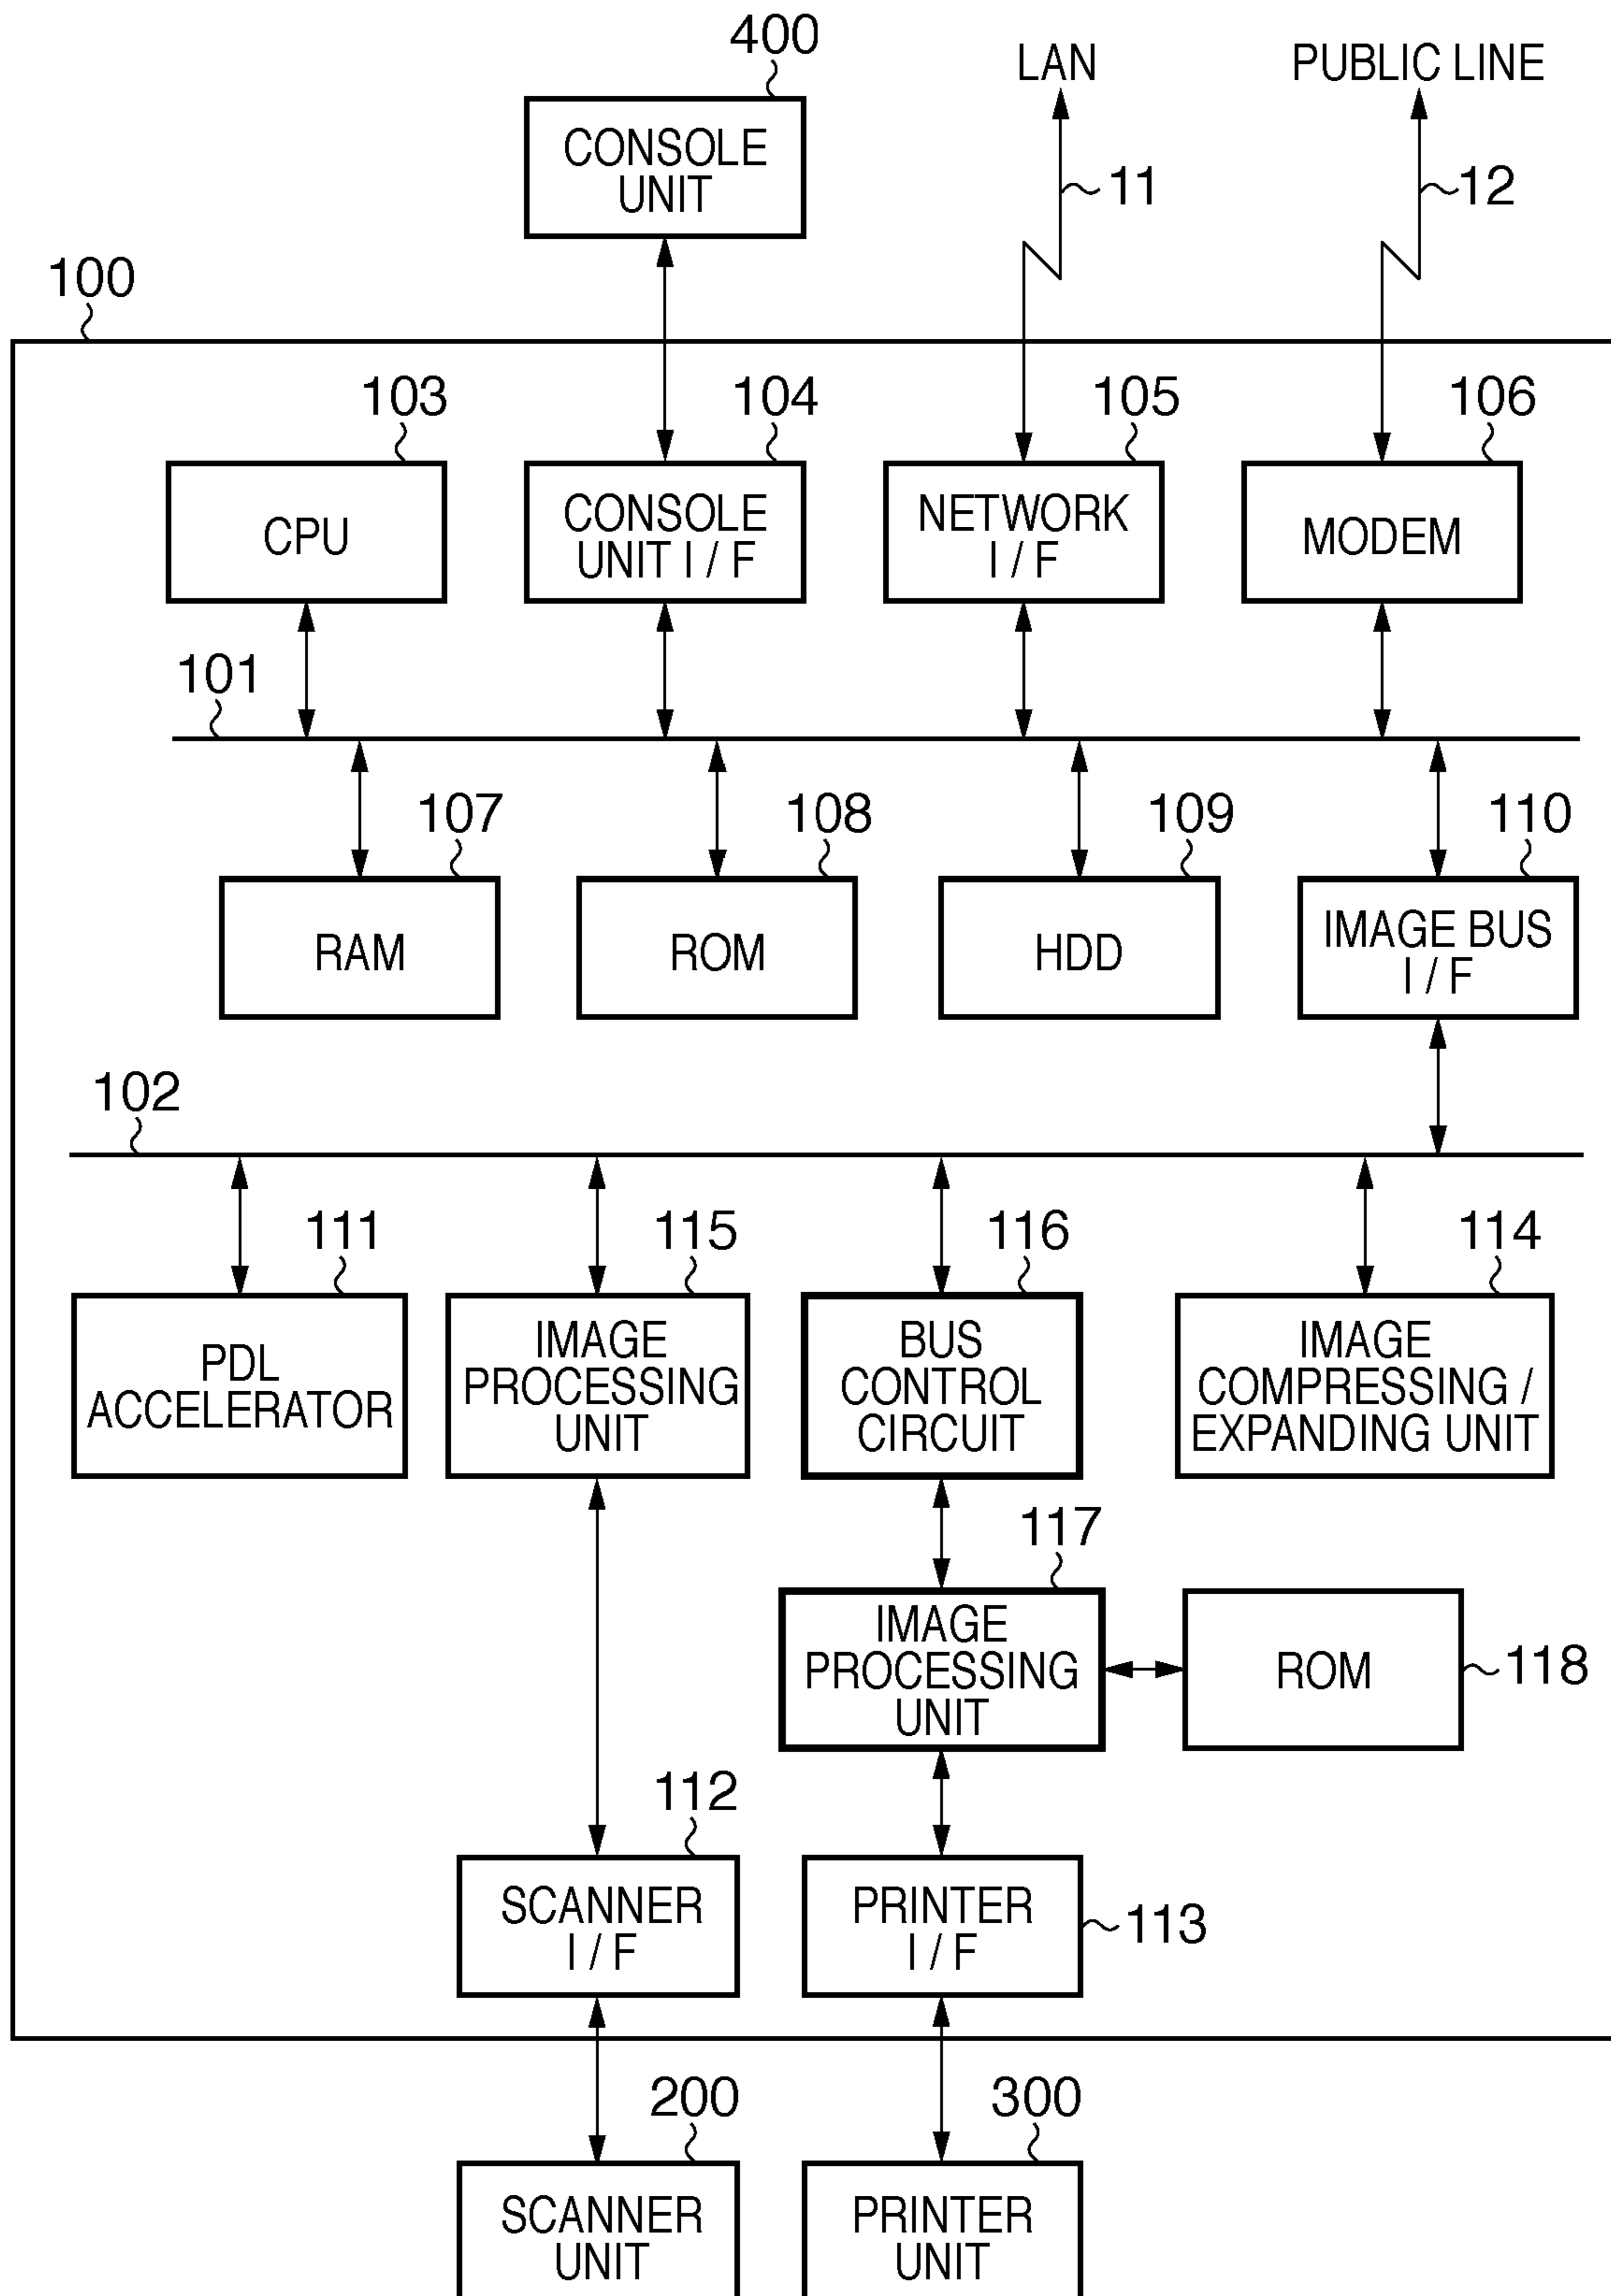 400
LAN
PUBLIC LINE
CONSOLE
UNIT
11
12
100
103
104
105
106
CPU
CONSOLE
UNIT I / F
NETWORK
I / F
MODEM
101
107
108
109
110
RAM
ROM
HDD
IMAGE BUS
I / F
102
111
115
116
114
PDL
ACCELERATOR
IMAGE
PROCESSING
UNIT
BUS
CONTROL
CIRCUIT
IMAGE
COMPRESSING /
EXPANDING UNIT
117
IMAGE
PROCESSING
UNIT
ROM
118
112
SCANNER
I / F
PRINTER
I / F
113
200
300
SCANNER
UNIT
PRINTER
UNIT